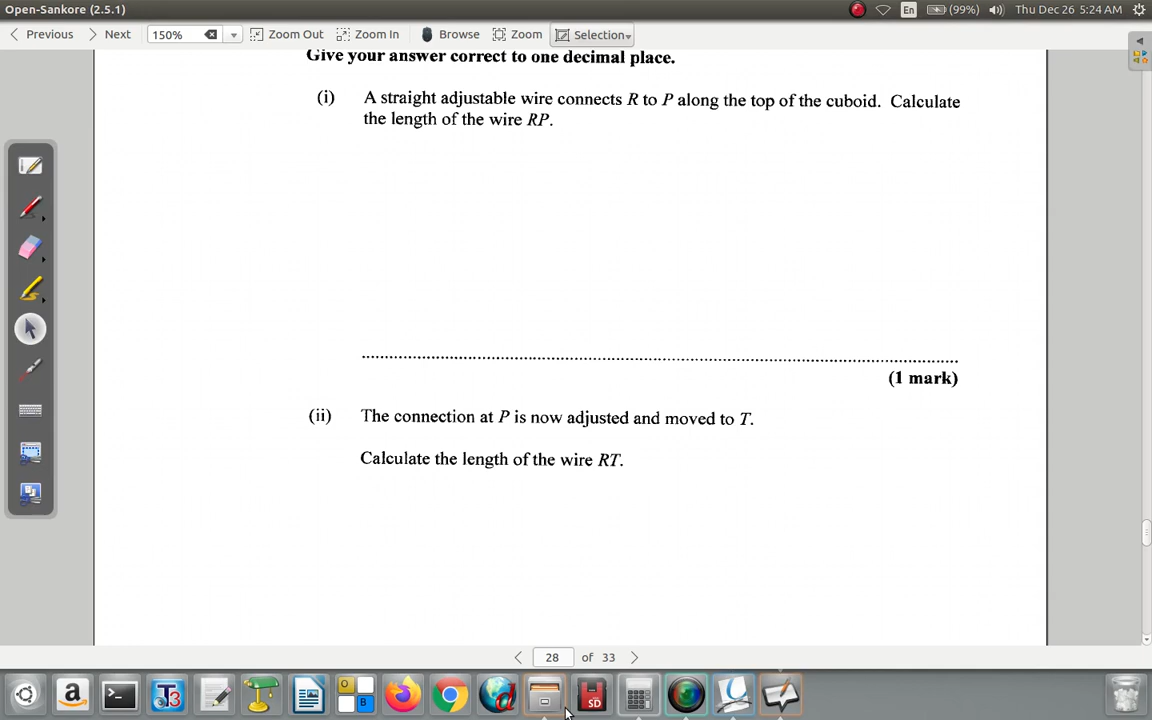 Open-Sankore (2.5.1)
En (99%) Thu Dec 26 5:24 AM
Previous Next 150% Zoom Out Zoom In Browse Zoom Selection
Give your answer correct to one decimal place.
(i) A straight adjustable wire connects R to P along the top of the cuboid. Calculate
the length of the wire RP.
(1 mark)
(ii) The connection at P is now adjusted and moved to T.
Calculate the length of the wire RT.
28 of 33